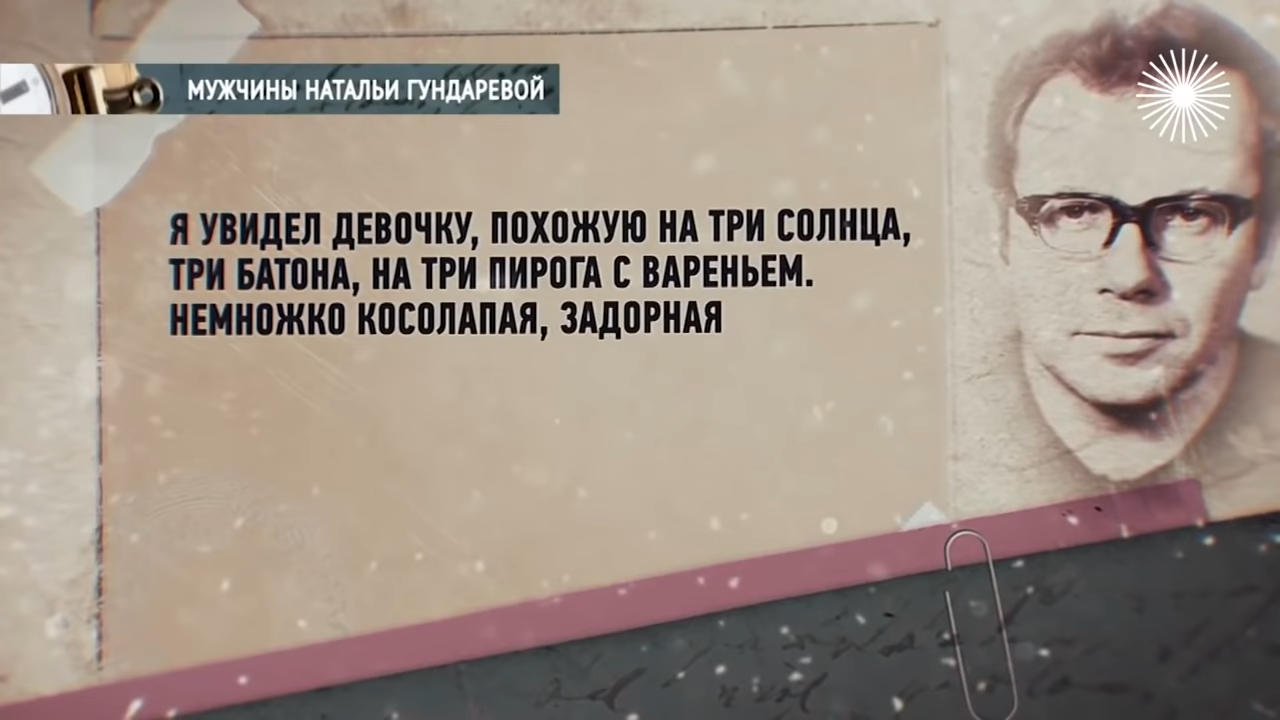 МУЖЧИНЫ НАТАЛЬИ ГУНДАРЕВОЙ
Я УВИДЕЛ ДЕВОЧКУ, ПОХОЖУЮ НА ТРИ СОЛНЦА,
ТРИ БАТОНА, НА ТРИ ПИРОГА С ВАРЕНЬЕМ.
НЕМНОЖКО КОСОЛАПАЯ, ЗАДОРНАЯ